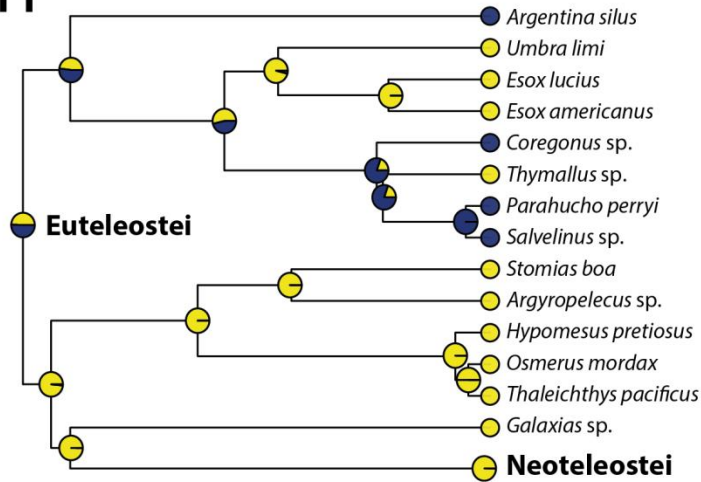 Argentina silus
Umbra limi
Esox lucius
Esox americanus
Coregonus sp.
Thymallus sp.
Parahucho perryi
Salvelinus sp.
Euteleostei
Stomias boa
Argyropelecus sp.
Hypomesus pretiosus
Osmerus mordax
Thaleichthys pacificus
Galaxias sp.
Neoteleostei